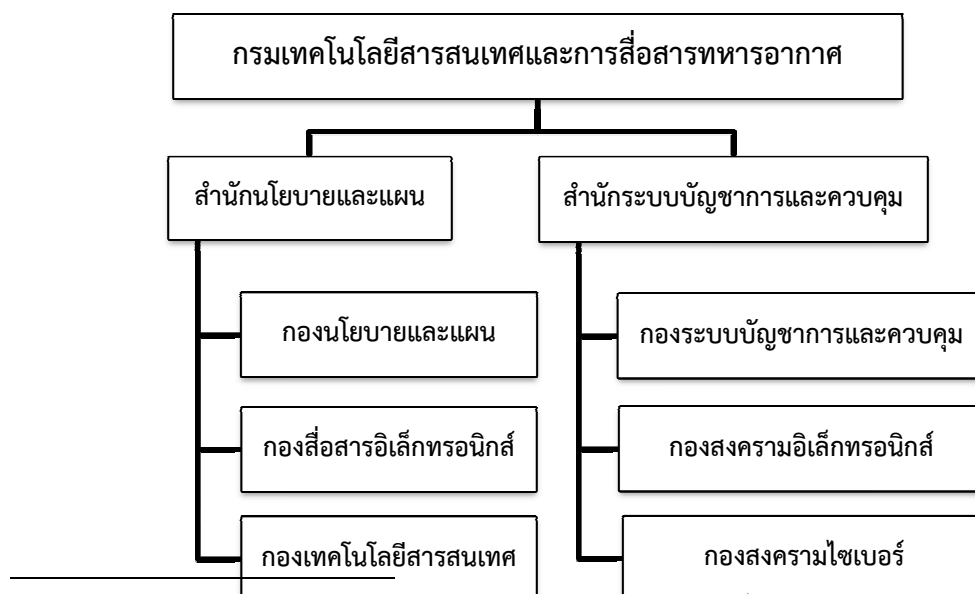 กรมเทคโนโลยีสารสนเทศและการสื่อสารทหารอากาศ
สำนักนโยบายและแผน
สำนักระบบบัญชาการและควบคุม
กองนโยบายและแผน
กองระบบบัญชาการและควบคุม
กองสื่อสารอิเล็กทรอนิกส์
กองสงครามอิเล็กทรอนิกส์
กองเทคโนโลยีสารสนเทศ
กองสงครามไซเบอร์